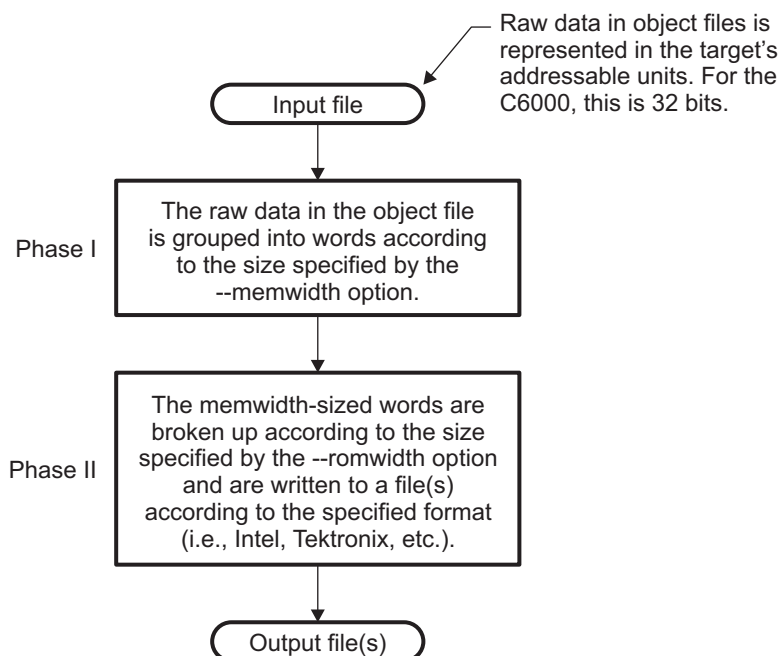 Raw data in object files is
represented in the target's
addressable units. For the
C6000, this is 32 bits.
Input file
Phase I
The raw data in the object file
is grouped into words according
to the size specified by the
--memwidth option.
Phase II
The memwidth-sized words are
broken up according to the size
specified by the --romwidth option
and are written to a file(s)
according to the specified format
(i.e., Intel, Tektronix, etc.).
Output file(s)